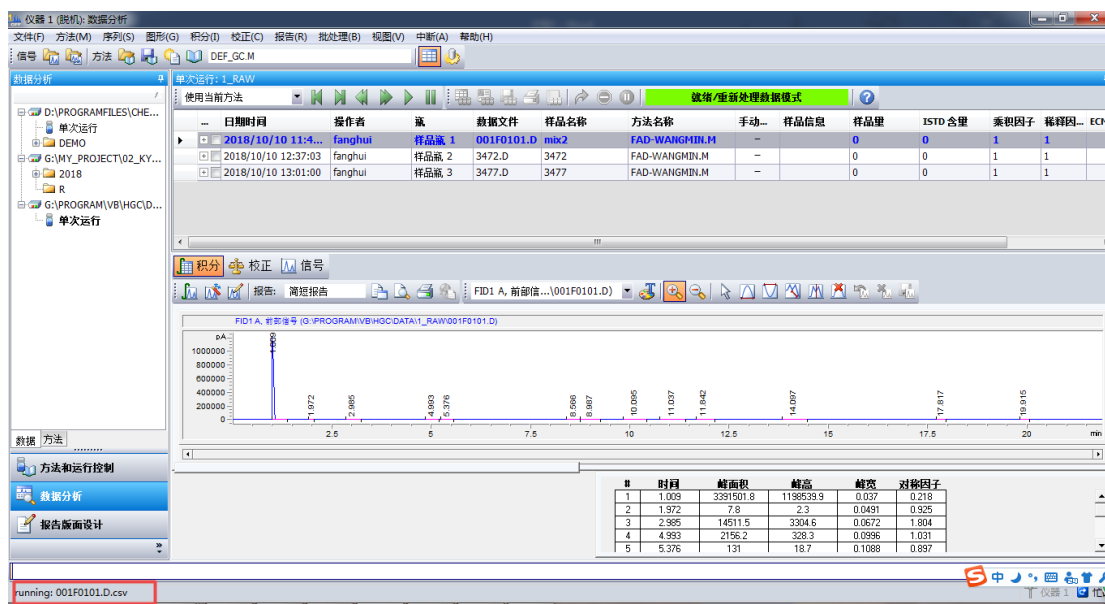 仪器 1 (脱机): 数据分析
文件(F) 方法(M) 序列(S) 图形(G) 积分(I) 校正(C) 报告(R) 批处理(B) 视图(V) 中断(A) 帮助(H)
信号 方法 DEF_GC.M
数据分析
单次运行: 1_RAW
使用当前方法 就绪/重新处理数据模式
D:\PROGRAMFILES\CHE...
单次运行
DEMO
G:\MY_PROJECT\02_KY...
2018
R
G:\PROGRAM\VB\HGC\D...
单次运行
... 日期时间 操作者 瓶 数据文件 样品名称 方法名称 手动... 样品信息 样品量 ISTD 含量 乘积因子 稀释因... ECM
2018/10/10 11:4... fanghui 样品瓶 1 001F0101.D mix2 FAD-WANGMIN.M - 0 0 1 1
2018/10/10 12:37:03 fanghui 样品瓶 2 3472.D 3472 FAD-WANGMIN.M - 0 0 1 1
2018/10/10 13:01:00 fanghui 样品瓶 3 3477.D 3477 FAD-WANGMIN.M - 0 0 1 1
积分 校正 信号
报告: 简短报告 FID1 A, 前部信...\001F0101.D)
FID1 A, 前部信号 (G:\PROGRAM\VB\HGC\DATA\1_RAW\001F0101.D)
pA
1000000
800000
600000
400000
200000
0
1.009
1.972
2.985
4.993
5.376
8.566
8.987
10.095
11.037
11.842
14.097
17.817
19.915
2.5 5 7.5 10 12.5 15 17.5 20 min
数据 方法
方法和运行控制
数据分析
报告版面设计
# 时间 峰面积 峰高 峰宽 对称因子
1 1.009 3391501.8 1198539.9 0.037 0.218
2 1.972 7.8 2.3 0.0491 0.925
3 2.985 14511.5 3304.6 0.0672 1.804
4 4.993 2156.2 328.3 0.0996 1.031
5 5.376 131 18.7 0.1088 0.897
中
running: 001F0101.D.csv
仪器 1